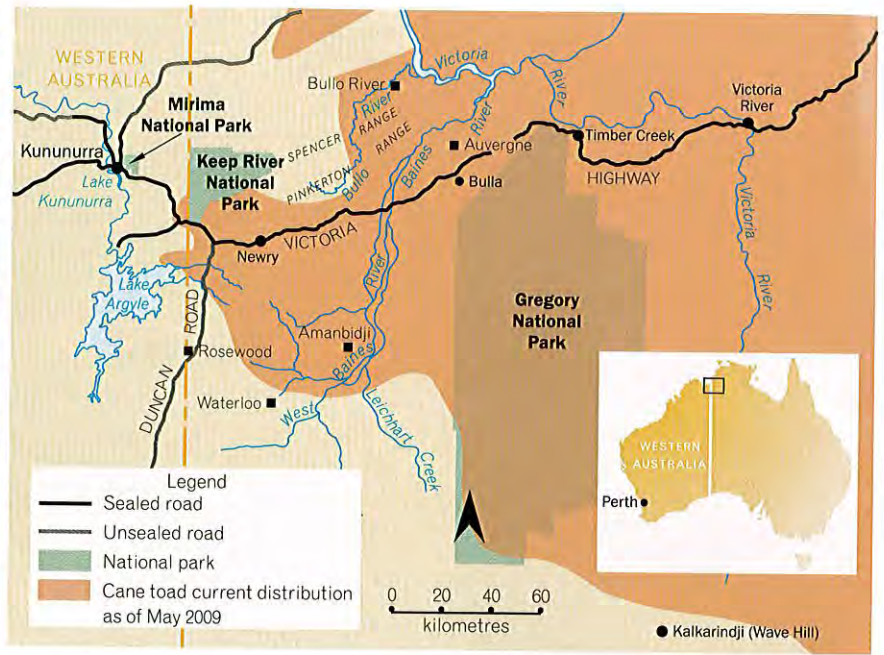 WESTERN
AUSTRALIA
Mirima
National Park
Kununurra
Lake
Kununurra
Keep River
National
Park
Bullo River
River
SPENCER
RANGE
PINKERTON
RANGE
Bullo
Victoria
River
Baines
River
Auvergne
Bulla
River
Timber Creek
Victoria
River
HIGHWAY
VICTORIA
Newry
Victoria
River
Lake
Argyle
ROAD
DUNCAN
Rosewood
Amanbidji
River
Baines
West
Waterloo
Leichhart
Creek
Gregory
National
Park
WESTERN
AUSTRALIA
Perth
Legend
Sealed road
Unsealed road
National park
Cane toad current distribution
as of May 2009
0 20 40 60
kilometres
Kalkarindji (Wave Hill)